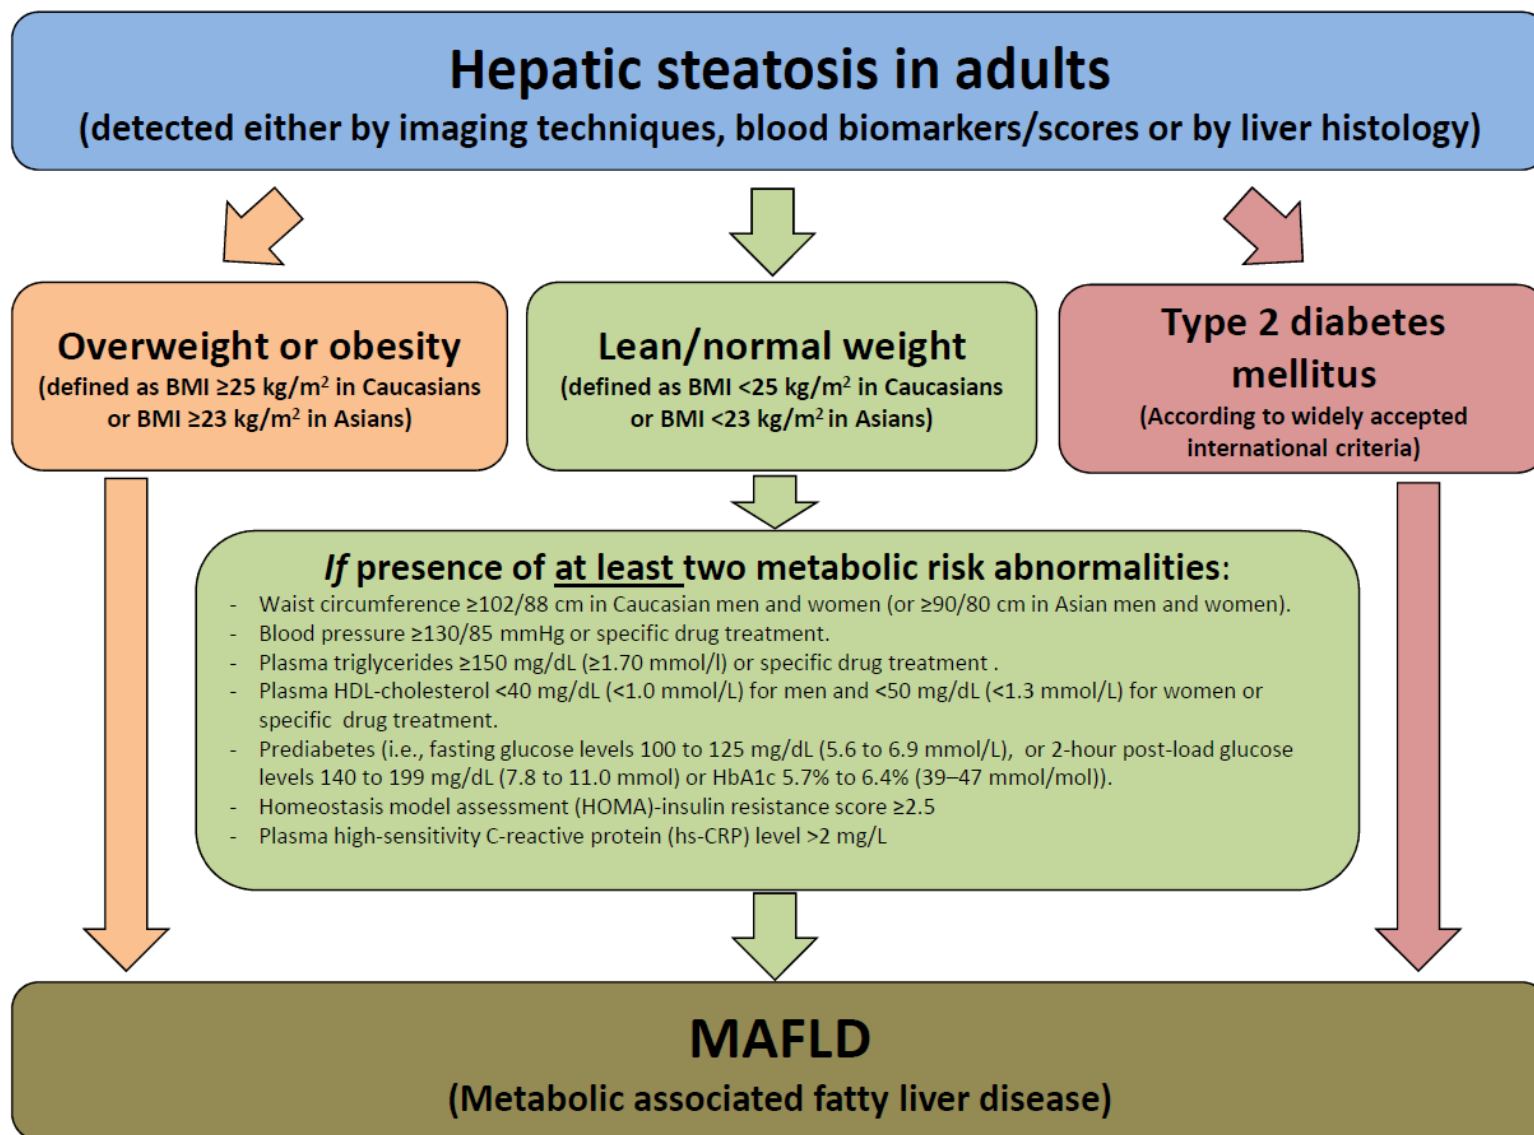 Hepatic steatosis in adults
(detected either by imaging techniques, blood biomarkers/scores or by liver histology)
Overweight or obesity
(defined as BMI ≥25 kg/m² in Caucasians
or BMI ≥23 kg/m² in Asians)
Lean/normal weight
(defined as BMI <25 kg/m² in Caucasians
or BMI <23 kg/m² in Asians)
Type 2 diabetes
mellitus
(According to widely accepted
international criteria)
If presence of at least two metabolic risk abnormalities:
- Waist circumference ≥102/88 cm in Caucasian men and women (or ≥90/80 cm in Asian men and women).
- Blood pressure ≥130/85 mmHg or specific drug treatment.
- Plasma triglycerides ≥150 mg/dL (≥1.70 mmol/l) or specific drug treatment .
- Plasma HDL-cholesterol <40 mg/dL (<1.0 mmol/L) for men and <50 mg/dL (<1.3 mmol/L) for women or
specific drug treatment.
- Prediabetes (i.e., fasting glucose levels 100 to 125 mg/dL (5.6 to 6.9 mmol/L), or 2-hour post-load glucose
levels 140 to 199 mg/dL (7.8 to 11.0 mmol) or HbA1c 5.7% to 6.4% (39–47 mmol/mol)).
- Homeostasis model assessment (HOMA)-insulin resistance score ≥2.5
- Plasma high-sensitivity C-reactive protein (hs-CRP) level >2 mg/L
MAFLD
(Metabolic associated fatty liver disease)